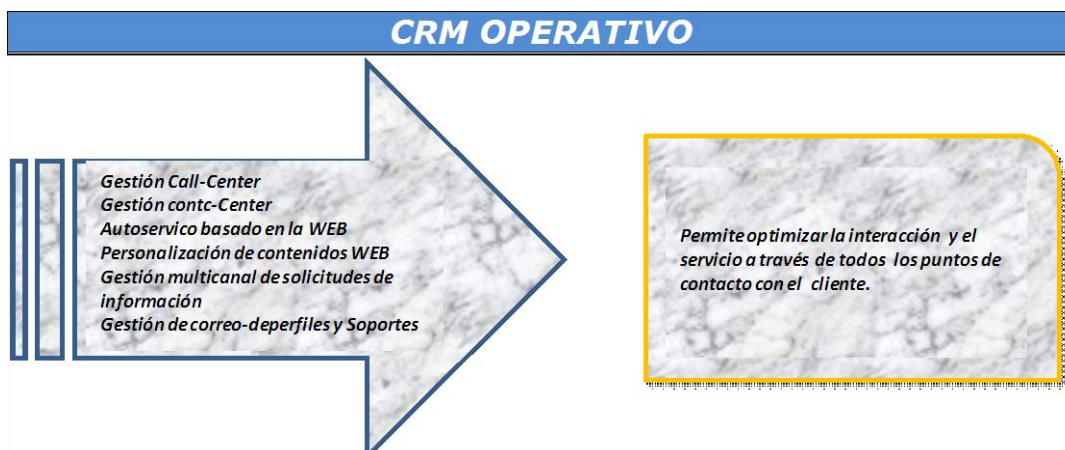 CRM OPERATIVO
Gestión Call-Center
Gestión contc-Center
Autoservico basado en la WEB
Personalización de contenidos WEB
Gestión multicanal de solicitudes de
información
Gestión de correo-deperfiles y Soportes
Permite optimizar la interacción y el
servicio a través de todos los puntos de
contacto con el cliente.